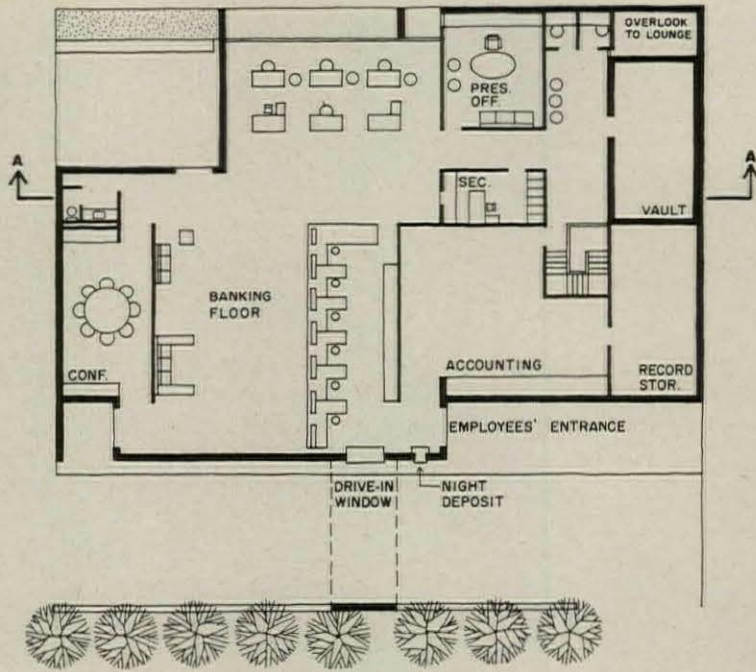 OVERLOOK
TO LOUNGE
PRES.
OFF.
A
A
SEC.
VAULT
BANKING
FLOOR
CONF.
ACCOUNTING
RECORD
STOR.
EMPLOYEES' ENTRANCE
DRIVE-IN
WINDOW
NIGHT
DEPOSIT